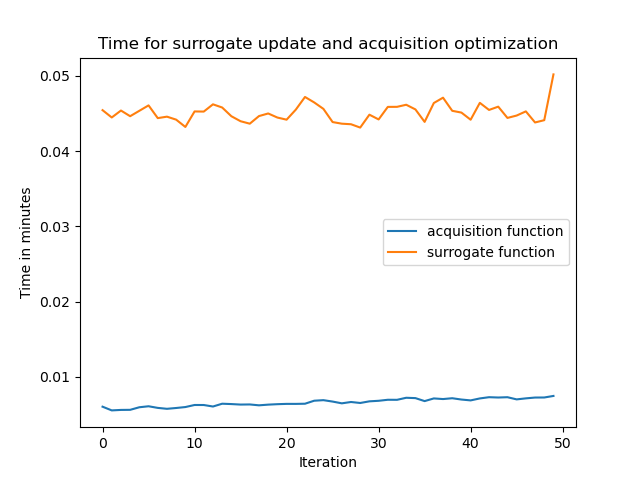 Time for surrogate update and acquisition optimization
0.05
0.04
0.03
0.02
0.01
Time in minutes
acquisition function
surrogate function
0 10 20 30 40 50
Iteration